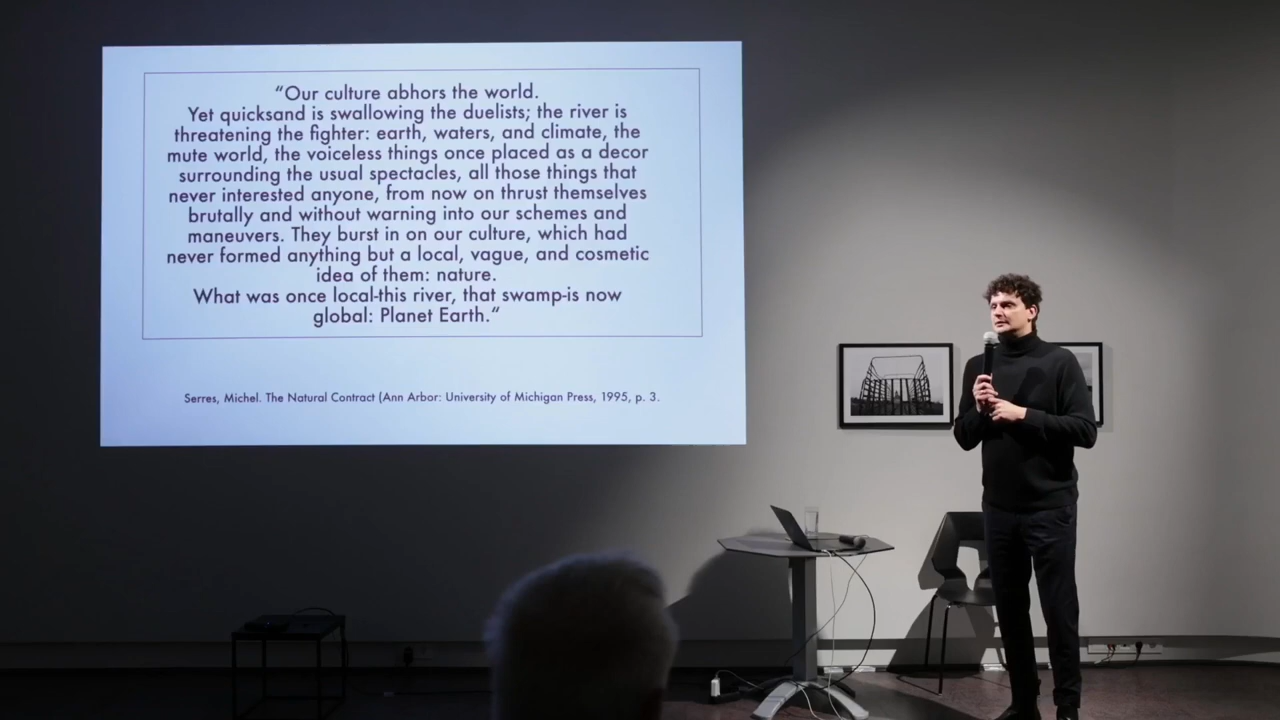 “Our culture abhors the world.
Yet quicksand is swallowing the duelists; the river is
threatening the fighter: earth, waters, and climate, the
mute world, the voiceless things once placed as a decor
surrounding the usual spectacles, all those things that
never interested anyone, from now on thrust themselves
brutally and without warning into our schemes and
maneuvers. They burst in on our culture, which had
never formed anything but a local, vague, and cosmetic
idea of them: nature.
What was once local-this river, that swamp-is now
global: Planet Earth.“
Serres, Michel. The Natural Contract (Ann Arbor: University of Michigan Press, 1995, p. 3.